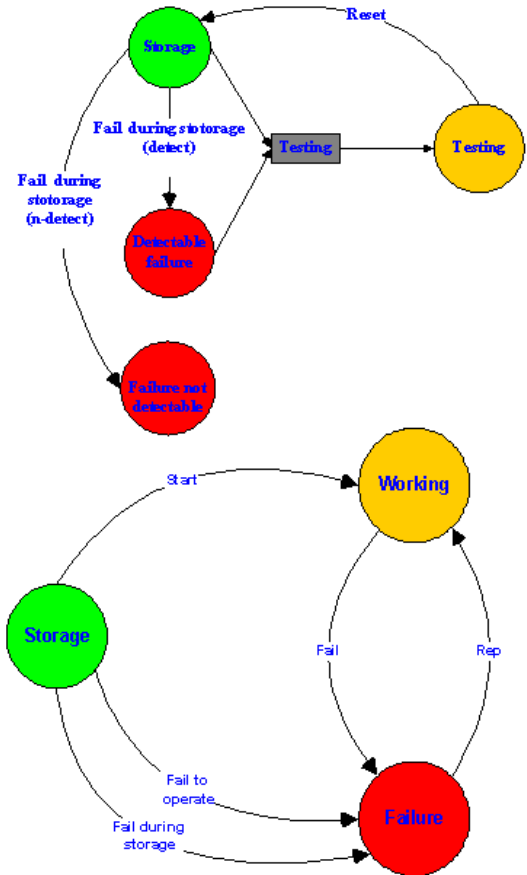 Reset
Storage
Fail during stotorage
(detect)
Testing
Testing
Fail during
stotorage
(n-detect)
Detectable
failure
Failure not
detectable
Start
Working
Storage
Fail
Rep
Fail to
operate
Failure
Fail during
storage